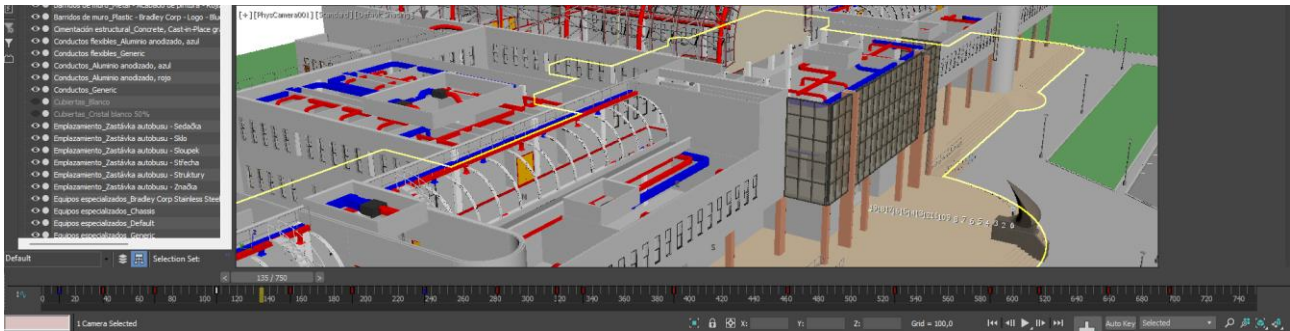 Barridos de muro_Metal - Acabado de pintura - Rojo
Barridos de muro_Plastic - Bradley Corp - Logo - Blu
Cimentación estructural_Concrete, Cast-in-Place gr
Conductos flexibles_Aluminio anodizado, azul
Conductos flexibles_Generic
Conductos_Aluminio anodizado, azul
Conductos_Aluminio anodizado, rojo
Conductos_Generic
Cubiertas_Blanco
Cubiertas_Cristal blanco 50%
Emplazamiento_Zastávka autobusu - Sedačka
Emplazamiento_Zastávka autobusu - Sklo
Emplazamiento_Zastávka autobusu - Sloupek
Emplazamiento_Zastávka autobusu - Střecha
Emplazamiento_Zastávka autobusu - Struktury
Emplazamiento_Zastávka autobusu - Značka
Equipos especializados_Bradley Corp Stainless Steel
Equipos especializados_Chassis
Equipos especializados_Default
Equipos especializados_Generic
[+] [PhysCamera001] [Standard]
Default
Selection Set:
< 135 / 750 >
0 20 40 60 80 100 120 140 160 180 200 220 240 260 280 300 320 340 360 380 400 420 440 460 480 500 520 540 560 580 600 620 640 660 680 700 720 740
1 Camera Selected
X: Y: Z: Grid = 100,0
Auto Key Selected